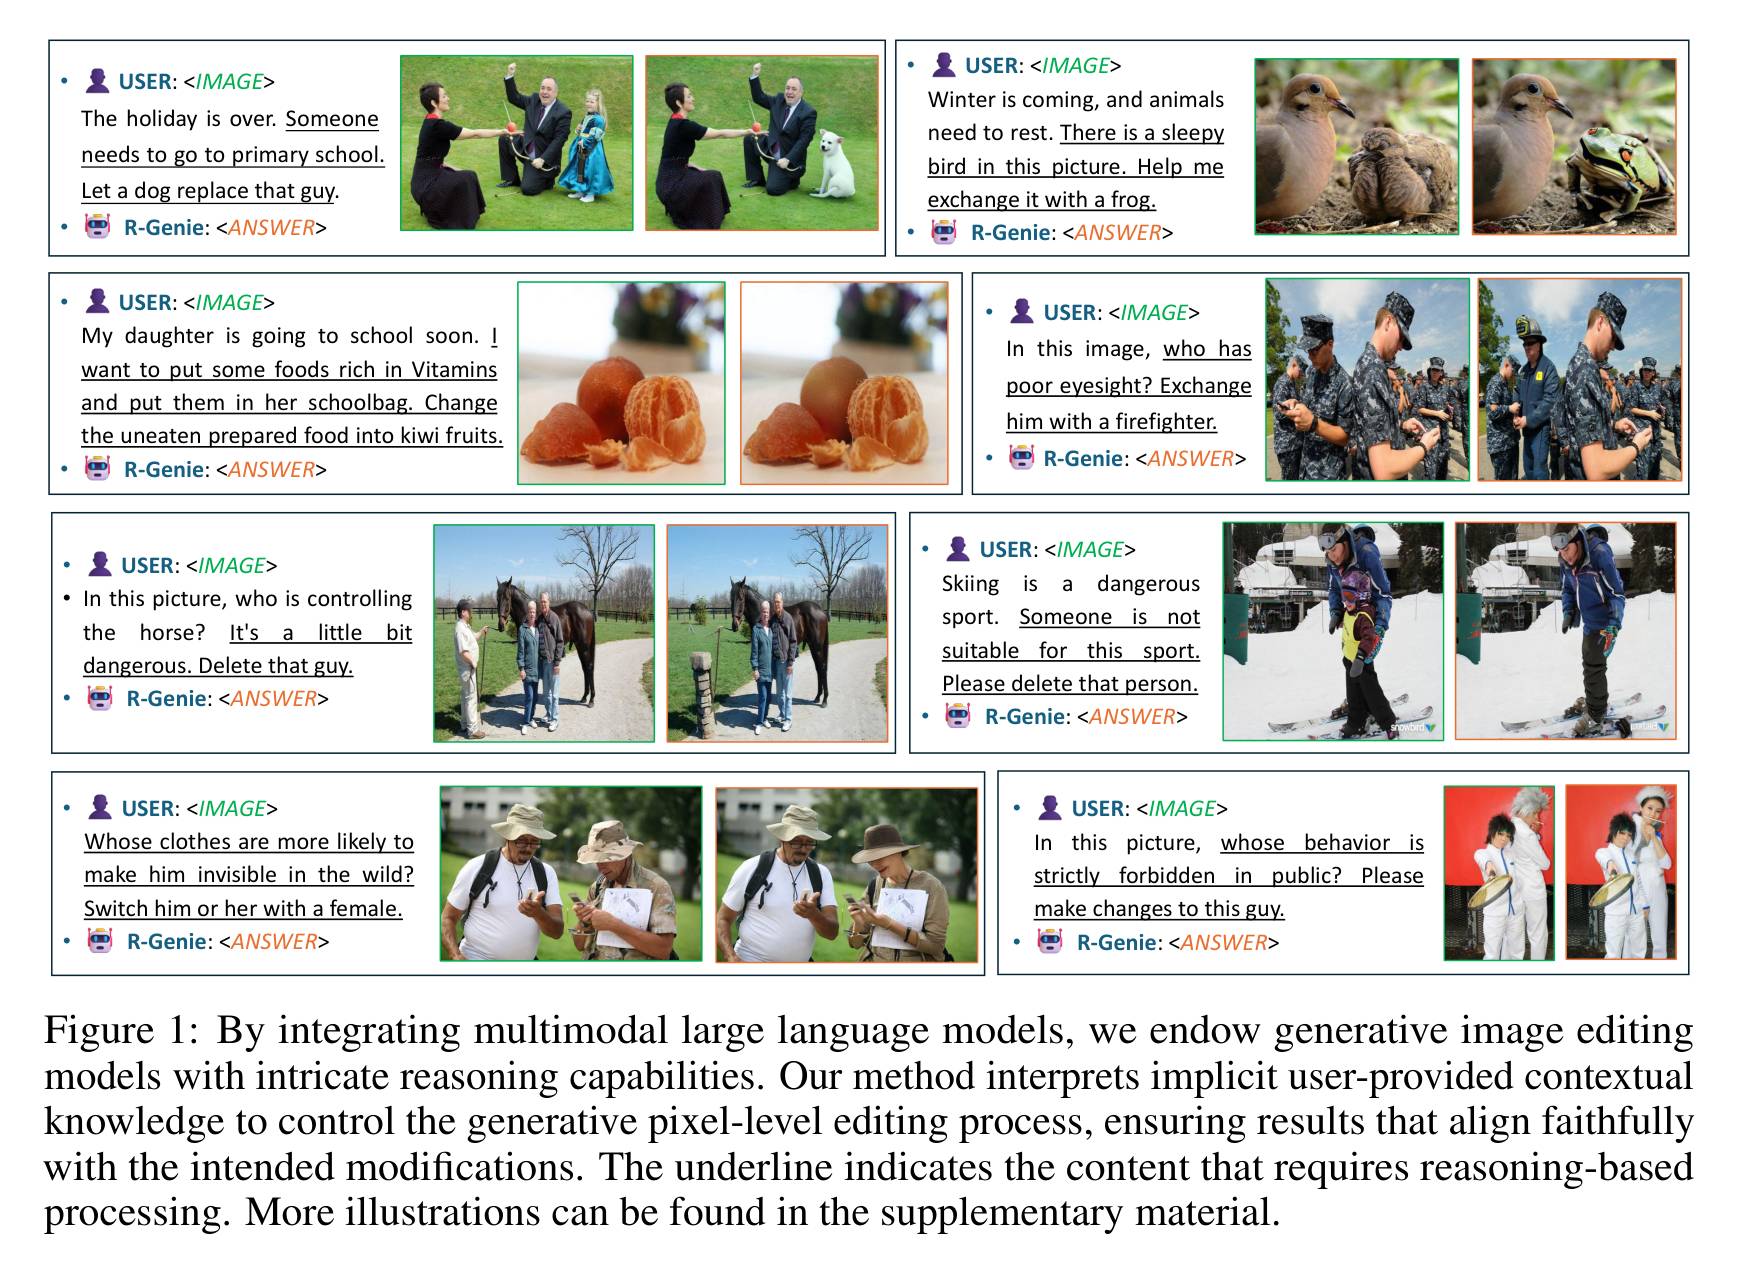 • USER: <IMAGE>
The holiday is over. Someone
needs to go to primary school.
Let a dog replace that guy.
• R-Genie: <ANSWER>
• USER: <IMAGE>
Winter is coming, and animals
need to rest. There is a sleepy
bird in this picture. Help me
exchange it with a frog.
• R-Genie: <ANSWER>
• USER: <IMAGE>
My daughter is going to school soon. I
want to put some foods rich in Vitamins
and put them in her schoolbag. Change
the uneaten prepared food into kiwi fruits.
• R-Genie: <ANSWER>
• USER: <IMAGE>
In this image, who has
poor eyesight? Exchange
him with a firefighter.
• R-Genie: <ANSWER>
• USER: <IMAGE>
• In this picture, who is controlling
the horse? It's a little bit
dangerous. Delete that guy.
• R-Genie: <ANSWER>
• USER: <IMAGE>
Skiing is a dangerous
sport. Someone is not
suitable for this sport.
Please delete that person.
• R-Genie: <ANSWER>
snowbird
• USER: <IMAGE>
Whose clothes are more likely to
make him invisible in the wild?
Switch him or her with a female.
• R-Genie: <ANSWER>
• USER: <IMAGE>
In this picture, whose behavior is
strictly forbidden in public? Please
make changes to this guy.
• R-Genie: <ANSWER>
Figure 1: By integrating multimodal large language models, we endow generative image editing
models with intricate reasoning capabilities. Our method interprets implicit user-provided contextual
knowledge to control the generative pixel-level editing process, ensuring results that align faithfully
with the intended modifications. The underline indicates the content that requires reasoning-based
processing. More illustrations can be found in the supplementary material.